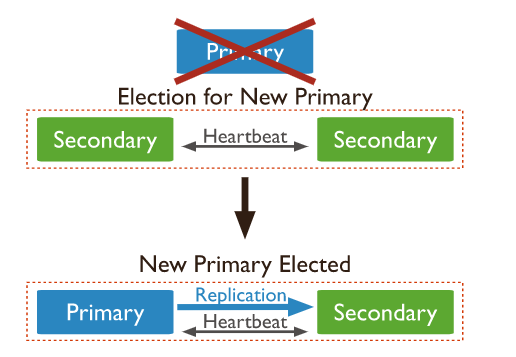 Primary
Election for New Primary
Secondary
Heartbeat
Secondary
New Primary Elected
Primary
Replication
Heartbeat
Secondary